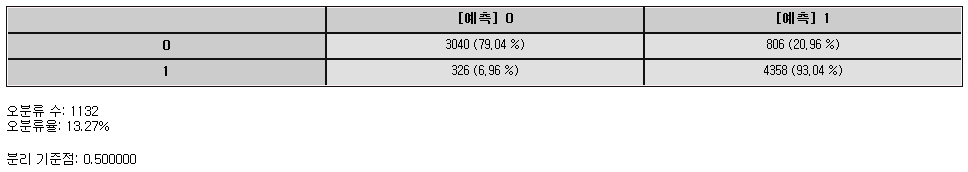 [예측] 0 [예측] 1
0 3040 (79,04 %) 806 (20,96 %)
1 326 (6,96 %) 4358 (93,04 %)
오분류 수: 1132
오분류율: 13.27%
분리 기준점: 0.500000